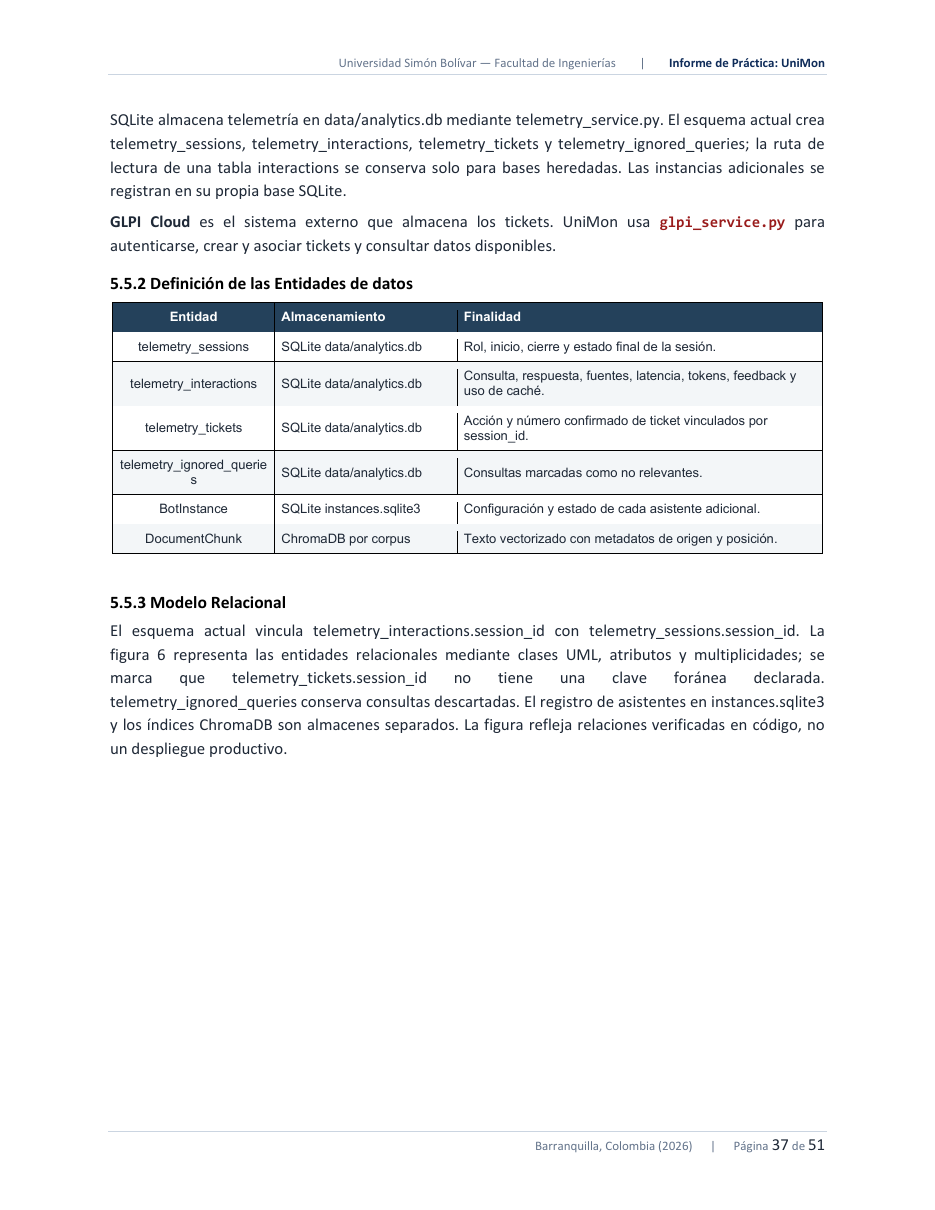 Universidad Simón Bolívar — Facultad de Ingenierías | Informe de Práctica: UniMon
SQLite almacena telemetría en data/analytics.db mediante telemetry_service.py. El esquema actual crea
telemetry_sessions, telemetry_interactions, telemetry_tickets y telemetry_ignored_queries; la ruta de
lectura de una tabla interactions se conserva solo para bases heredadas. Las instancias adicionales se
registran en su propia base SQLite.
GLPI Cloud es el sistema externo que almacena los tickets. UniMon usa glpi_service.py para
autenticarse, crear y asociar tickets y consultar datos disponibles.
5.5.2 Definición de las Entidades de datos
Entidad Almacenamiento Finalidad
telemetry_sessions SQLite data/analytics.db Rol, inicio, cierre y estado final de la sesión.
telemetry_interactions SQLite data/analytics.db Consulta, respuesta, fuentes, latencia, tokens, feedback y
uso de caché.
telemetry_tickets SQLite data/analytics.db Acción y número confirmado de ticket vinculados por
session_id.
telemetry_ignored_querie
s SQLite data/analytics.db Consultas marcadas como no relevantes.
BotInstance SQLite instances.sqlite3 Configuración y estado de cada asistente adicional.
DocumentChunk ChromaDB por corpus Texto vectorizado con metadatos de origen y posición.
5.5.3 Modelo Relacional
El esquema actual vincula telemetry_interactions.session_id con telemetry_sessions.session_id. La
figura 6 representa las entidades relacionales mediante clases UML, atributos y multiplicidades; se
marca que telemetry_tickets.session_id no tiene una clave foránea declarada.
telemetry_ignored_queries conserva consultas descartadas. El registro de asistentes en instances.sqlite3
y los índices ChromaDB son almacenes separados. La figura refleja relaciones verificadas en código, no
un despliegue productivo.
Barranquilla, Colombia (2026) | Página 37 de 51